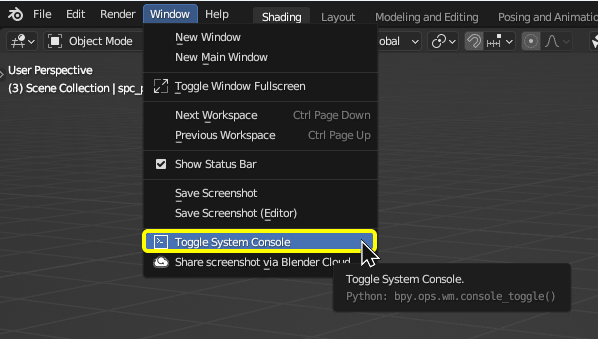 File Edit Render Window Help Shading Layout Modeling and Editing Posing and Animatio
Object Mode obal
User Perspective
(3) Scene Collection | spc_p
New Window
New Main Window
Toggle Window Fullscreen
Next Workspace Ctrl Page Down
Previous Workspace Ctrl Page Up
Show Status Bar
Save Screenshot
Save Screenshot (Editor)
Toggle System Console
Share screenshot via Blender Cloud
Toggle System Console.
Python: bpy.ops.wm.console_toggle()